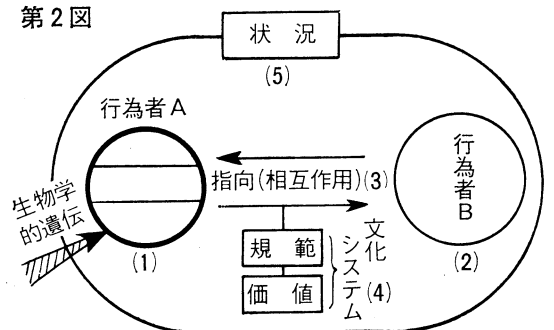 第2図
状 況
(5)
行為者A
行為者B
指向(相互作用)(3)
生物学
的遺伝
(1)
(2)
規 範
価 値
文化
システム
(4)